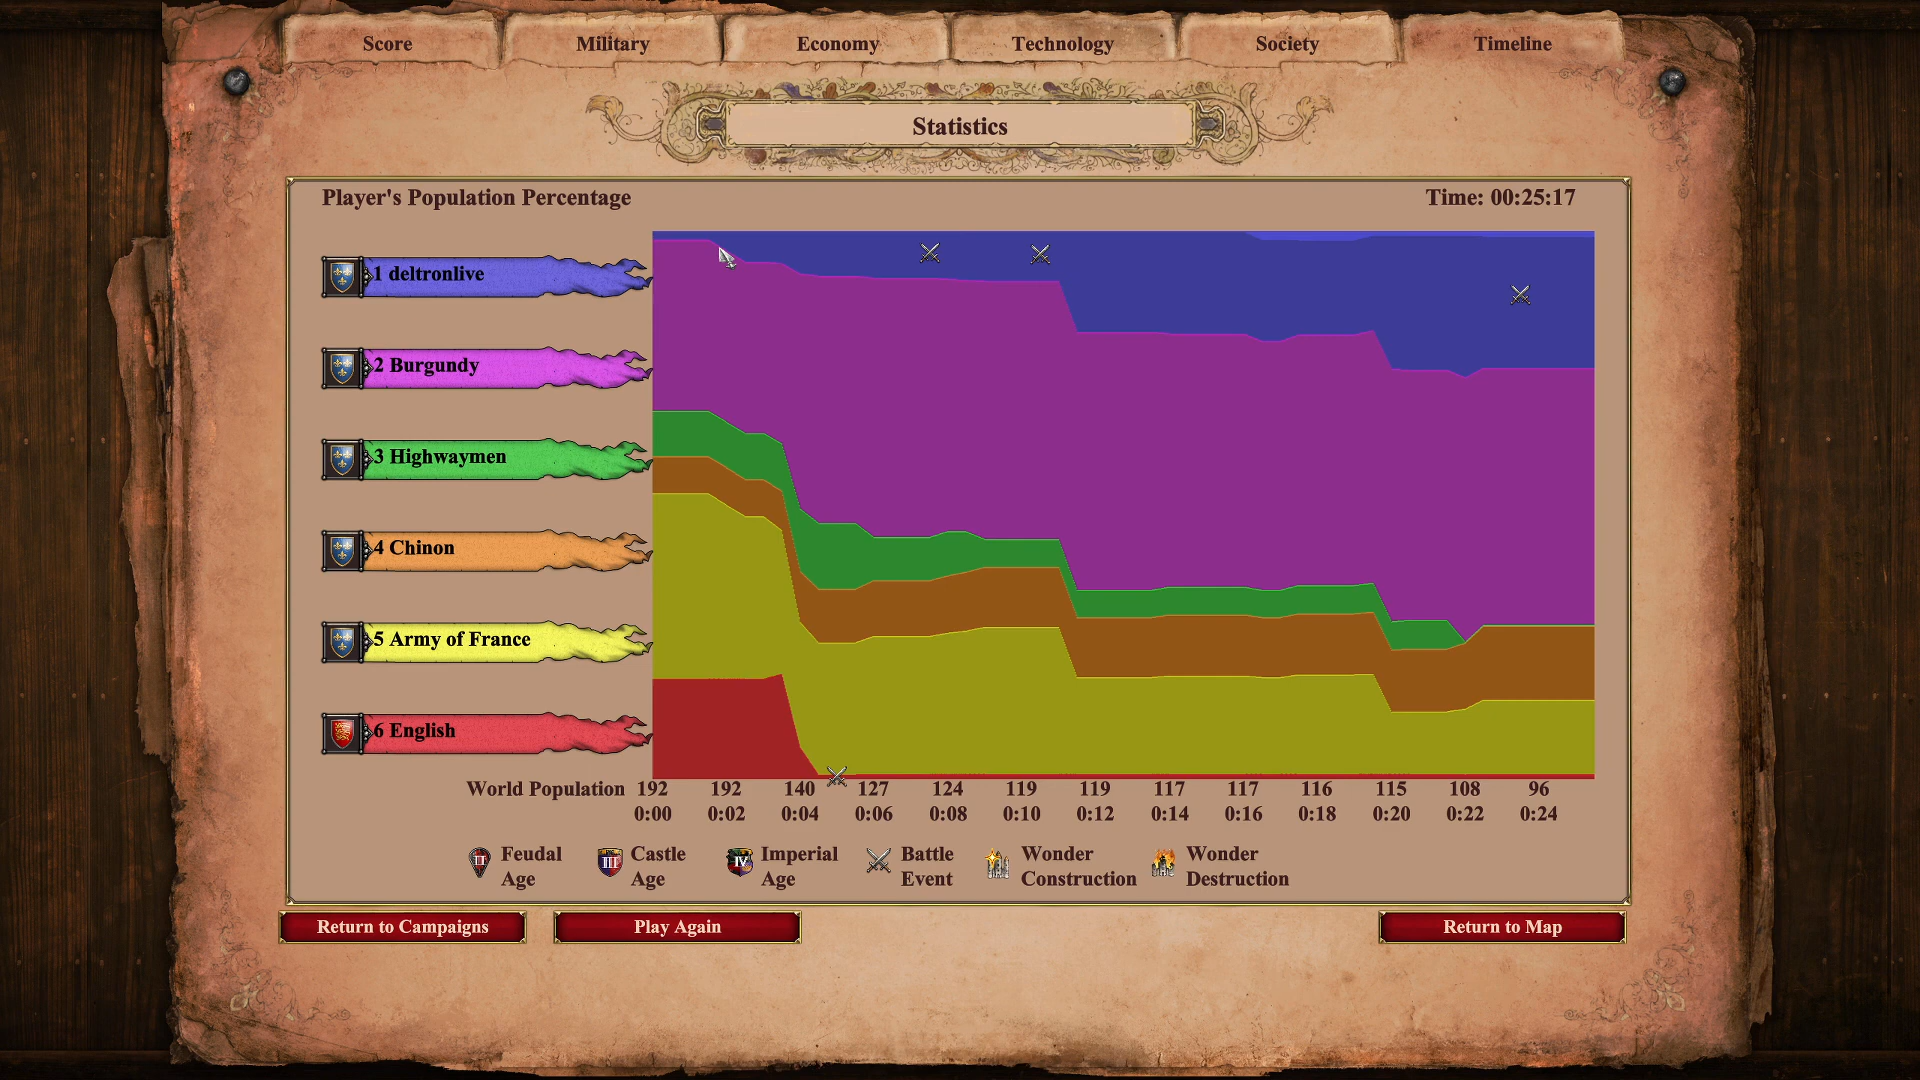 Score
Military
Economy
Technology
Society
Timeline
Statistics
Player's Population Percentage
Time: 00:25:17
1 deltronlive
2 Burgundy
3 Highwaymen
4 Chinon
5 Army of France
6 English
World Population 192 192 140 127 124 119 119 117 117 116 115 108 96
0:00 0:02 0:04 0:06 0:08 0:10 0:12 0:14 0:16 0:18 0:20 0:22 0:24
II Feudal Age
III Castle Age
IV Imperial Age
Battle Event
Wonder Construction
Wonder Destruction
Return to Campaigns
Play Again
Return to Map